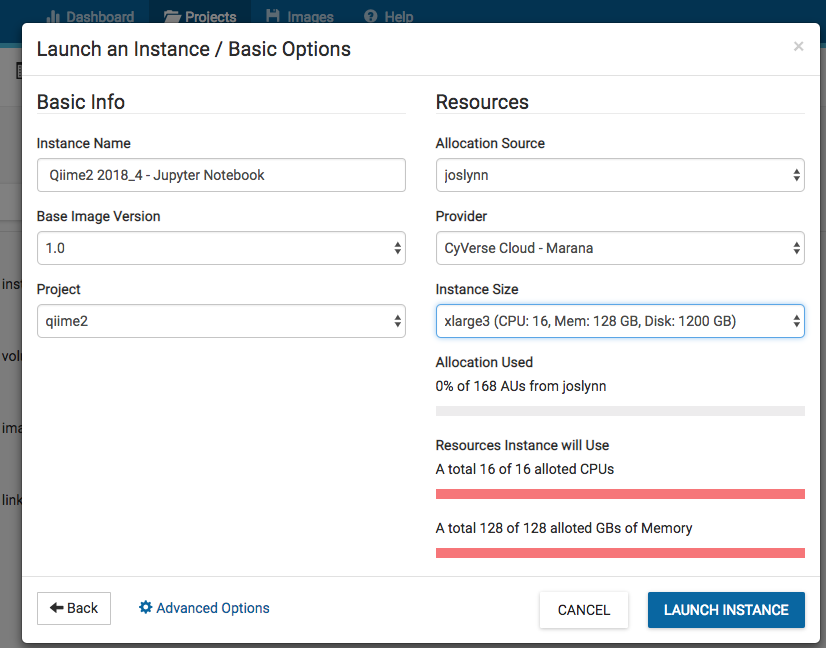 Dashboard Projects Images Help
Launch an Instance / Basic Options ×
Basic Info
Instance Name
Qiime2 2018_4 - Jupyter Notebook
Base Image Version
1.0
Project
qiime2
Resources
Allocation Source
joslynn
Provider
CyVerse Cloud - Marana
Instance Size
xlarge3 (CPU: 16, Mem: 128 GB, Disk: 1200 GB)
Allocation Used
0% of 168 AUs from joslynn
Resources Instance will Use
A total 16 of 16 alloted CPUs
A total 128 of 128 alloted GBs of Memory
inst
volu
ima
link
Back Advanced Options CANCEL LAUNCH INSTANCE